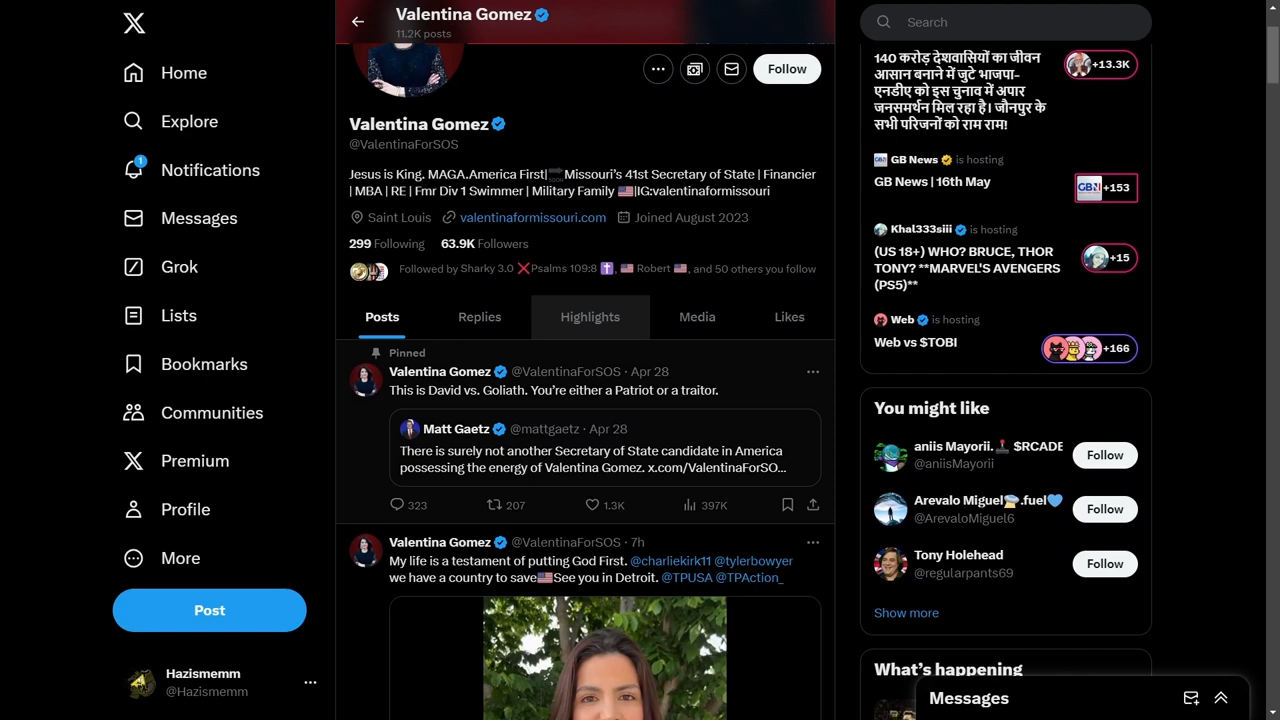 Home
Explore
1
Notifications
Messages
Grok
Lists
Bookmarks
Communities
Premium
Profile
More
Post
Hazismemm
@Hazismemm
Valentina Gomez
11.2K posts
Follow
Valentina Gomez
@ValentinaForSOS
Jesus is King. MAGA.America First|➡️Missouri’s 41st Secretary of State | Financier
| MBA | RE | Fmr Div 1 Swimmer | Military Family 🇺🇸|IG:valentinaformissouri
Saint Louis valentinaformissouri.com Joined August 2023
299 Following 63.9K Followers
Followed by Sharky 3.0 ❌Psalms 109:8 ✝️, 🇺🇸 Robert 🇺🇸, and 50 others you follow
Posts Replies Highlights Media Likes
Pinned
Valentina Gomez @ValentinaForSOS · Apr 28
This is David vs. Goliath. You’re either a Patriot or a traitor.
Matt Gaetz @mattgaetz · Apr 28
There is surely not another Secretary of State candidate in America
possessing the energy of Valentina Gomez. x.com/ValentinaForSO...
323 207 1.3K 397K
Valentina Gomez @ValentinaForSOS · 7h
My life is a testament of putting God First. @charliekirk11 @tylerbowyer
we have a country to save🇺🇸See you in Detroit. @TPUSA @TPAction_
Search
140 करोड़ देशवासियों का जीवन
आसान बनाने में जुटे भाजपा-
एनडीए को इस चुनाव में अपार
जनसमर्थन मिल रहा है। जौनपुर के
सभी परिजनों को राम राम!
+13.3K
GB News is hosting
GB News | 16th May
GBN +153
Khal333siii is hosting
(US 18+) WHO? BRUCE, THOR
TONY? **MARVEL'S AVENGERS
(PS5)**
+15
Web is hosting
Web vs $TOBI
+166
You might like
aniis Mayorii.🕹️ $RCADE
@aniisMayorii
Follow
Arevalo Miguel .fuel💙
@ArevaloMiguel6
Follow
Tony Holehead
@regularpants69
Follow
Show more
What’s happening
Messages